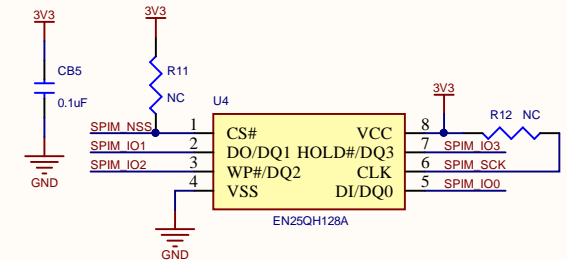 3V3
CB5
0.1uF
GND
3V3
R11
NC
U4
SPIM_NSS 1 CS# VCC 8
SPIM_IO1 2 DO/DQ1 HOLD#/DQ3 7 SPIM_IO3
SPIM_IO2 3 WP#/DQ2 CLK 6 SPIM_SCK
4 VSS DI/DQ0 5 SPIM_IO0
EN25QH128A
GND
3V3
R12 NC